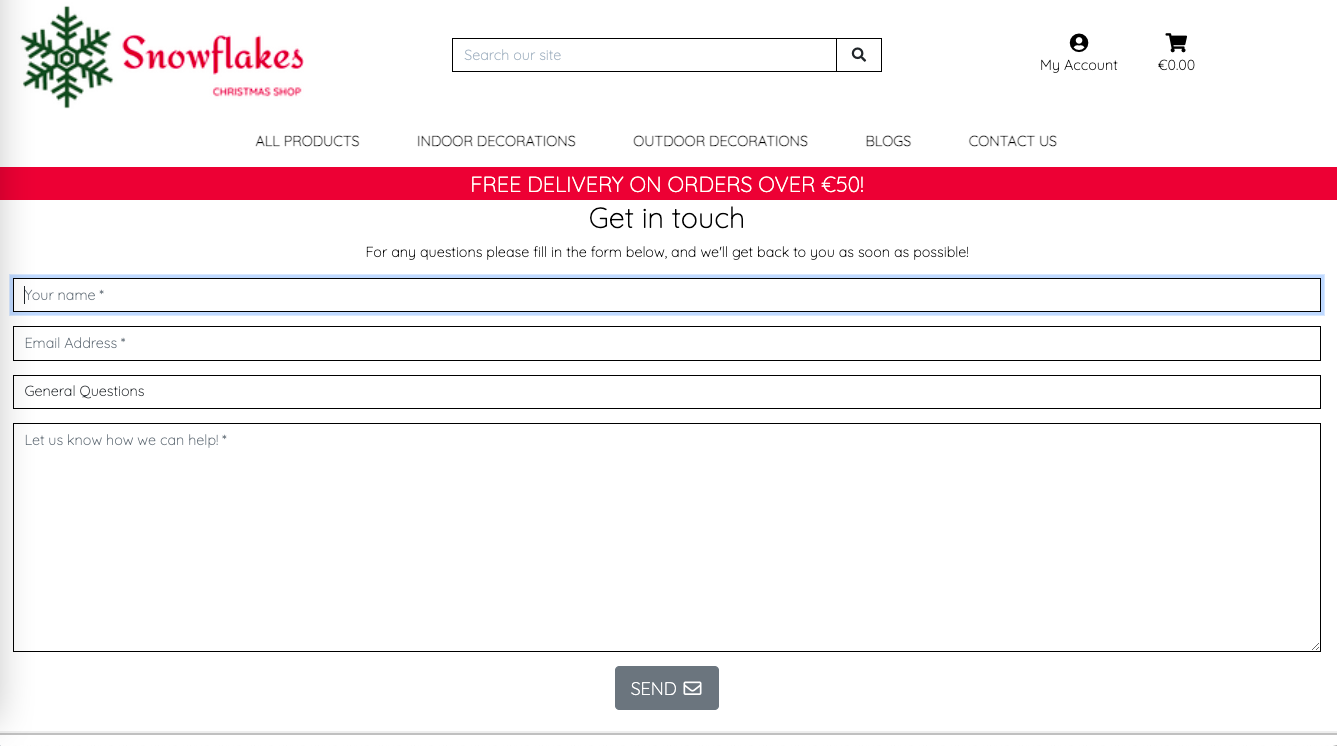 Snowflakes
CHRISTMAS SHOP
Search our site
My Account
€0.00
ALL PRODUCTS
INDOOR DECORATIONS
OUTDOOR DECORATIONS
BLOGS
CONTACT US
FREE DELIVERY ON ORDERS OVER €50!
Get in touch
For any questions please fill in the form below, and we'll get back to you as soon as possible!
Your name *
Email Address *
General Questions
Let us know how we can help! *
SEND